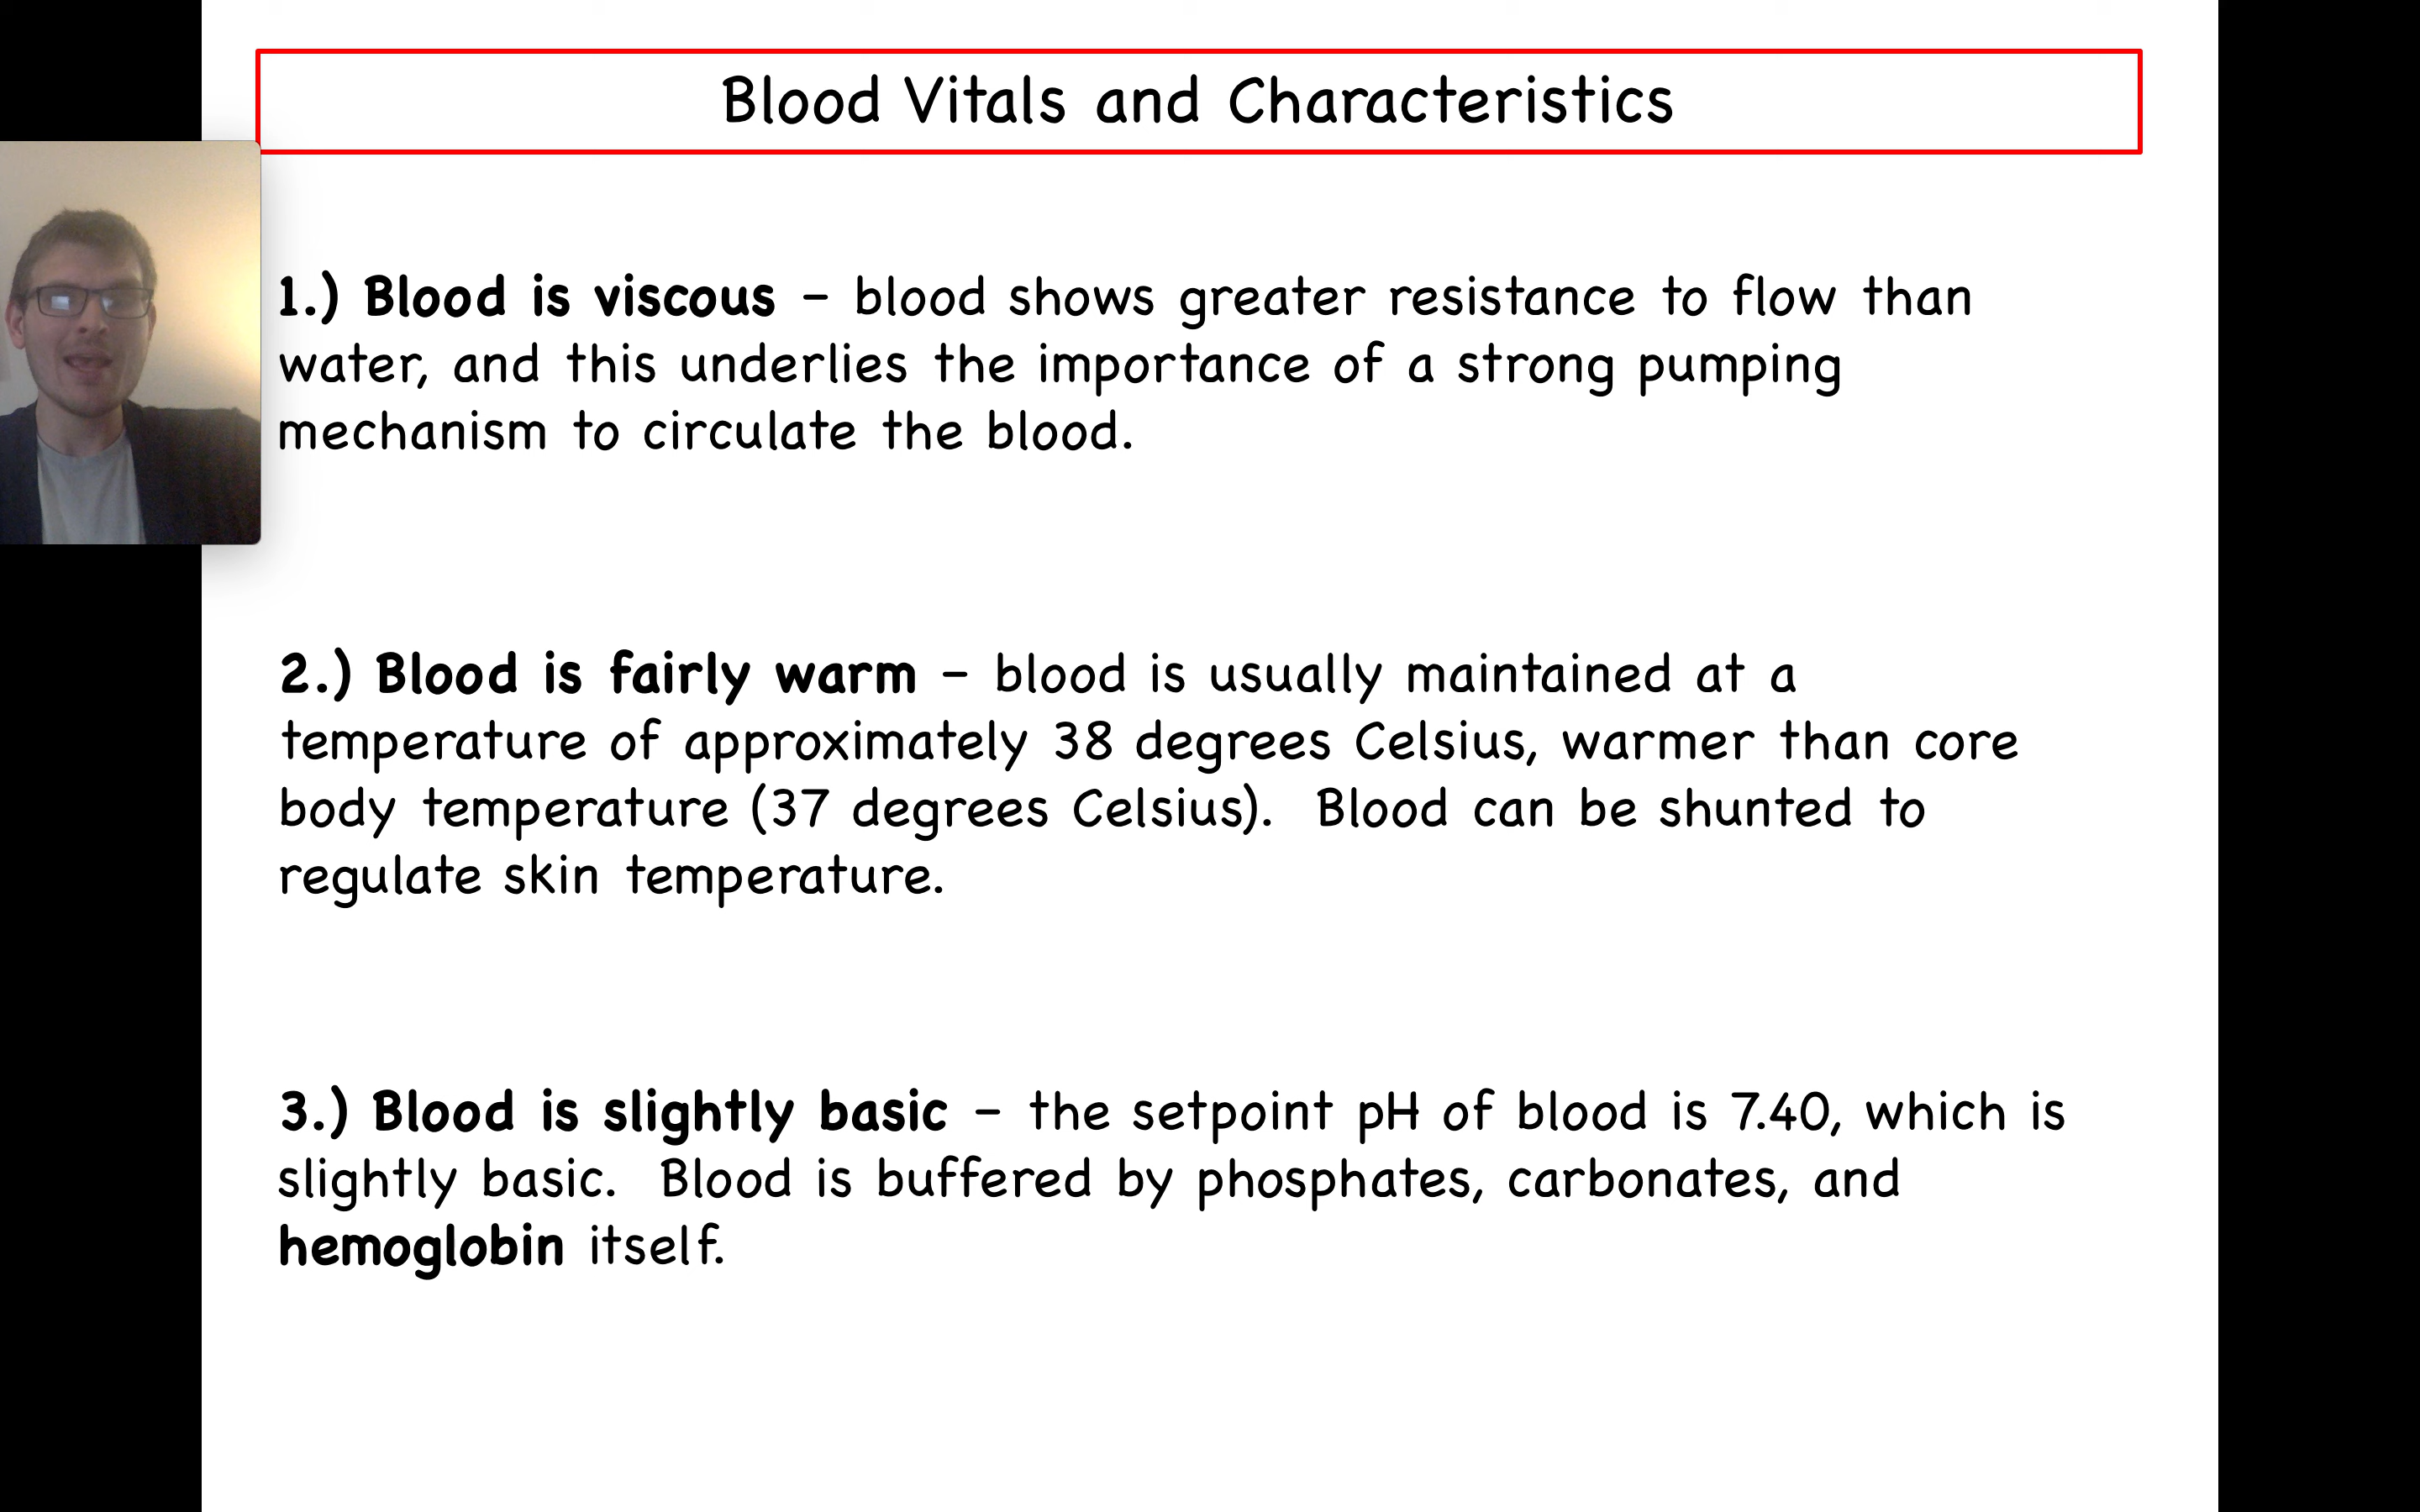 Blood Vitals and Characteristics
1.) Blood is viscous – blood shows greater resistance to flow than
water, and this underlies the importance of a strong pumping
mechanism to circulate the blood.
2.) Blood is fairly warm – blood is usually maintained at a
temperature of approximately 38 degrees Celsius, warmer than core
body temperature (37 degrees Celsius). Blood can be shunted to
regulate skin temperature.
3.) Blood is slightly basic – the setpoint pH of blood is 7.40, which is
slightly basic. Blood is buffered by phosphates, carbonates, and
hemoglobin itself.